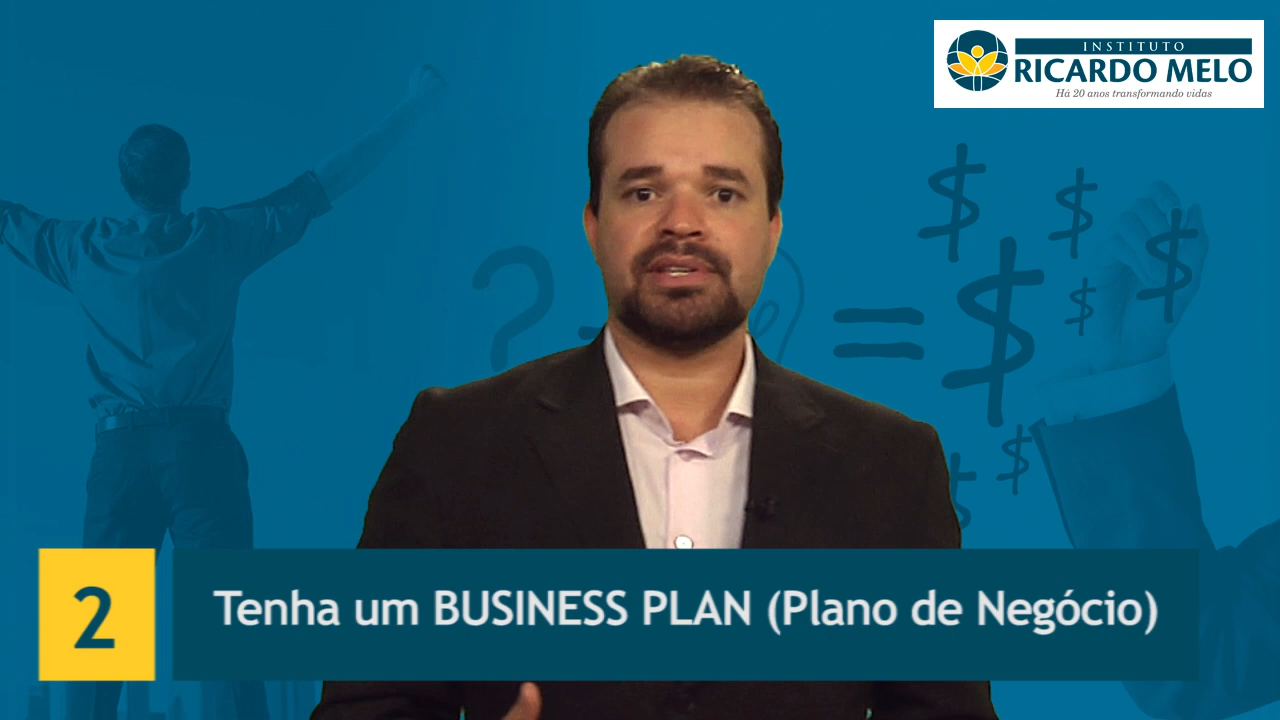 INSTITUTO
RICARDO MELO
Há 20 anos transformando vidas
? = $ $ $ $ $ $ $
2
Tenha um BUSINESS PLAN (Plano de Negócio)